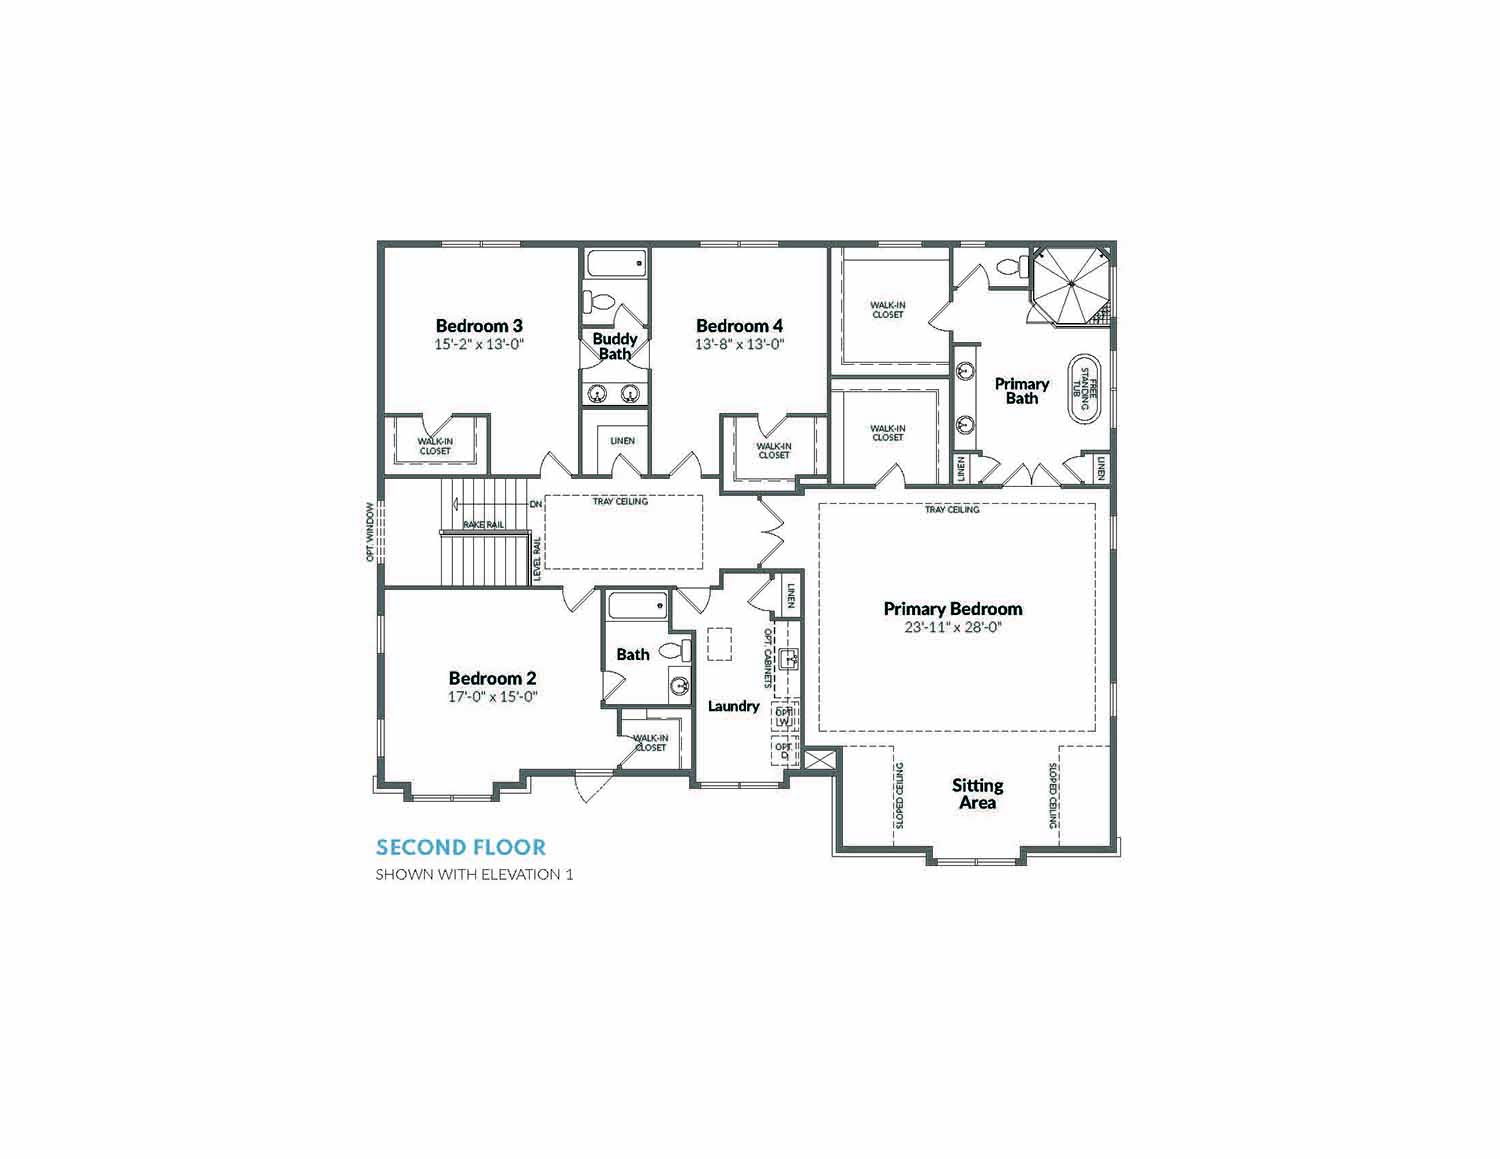 Bedroom 3
15'-2" x 13'-0"
Buddy
Bath
Bedroom 4
13'-8" x 13'-0"
WALK-IN
CLOSET
Primary
Bath
FREE
STANDING
TUB
WALK-IN
CLOSET
WALK-IN
CLOSET
LINEN
WALK-IN
CLOSET
LINEN
LINEN
OPT. WINDOW
DN
RAKE RAIL
LEVEL RAIL
TRAY CEILING
TRAY CEILING
Primary Bedroom
23'-11" x 28'-0"
LINEN
OPT. CABINETS
Bath
Bedroom 2
17'-0" x 15'-0"
Laundry
OPT.
W
WALK-IN
CLOSET
OPT.
D
SLOPED CEILING
Sitting
Area
SLOPED CEILING
SECOND FLOOR
SHOWN WITH ELEVATION 1